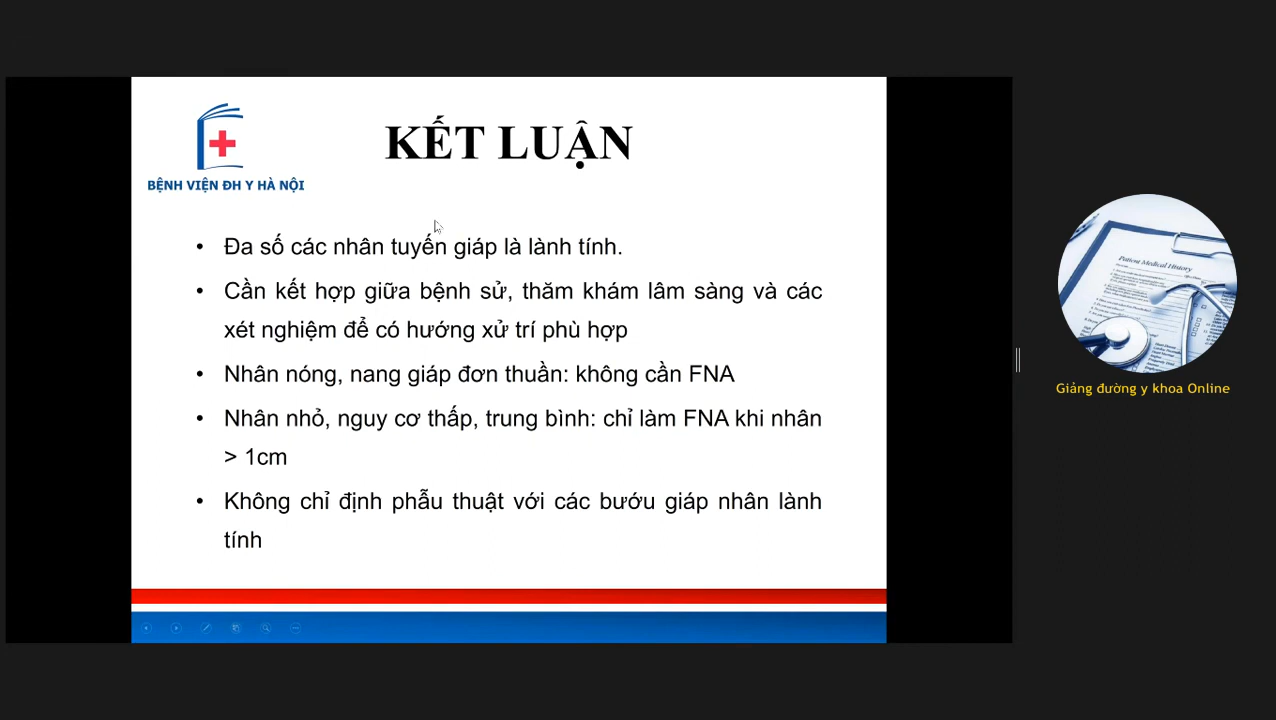 KẾT LUẬN
BỆNH VIỆN ĐH Y HÀ NỘI
• Đa số các nhân tuyến giáp là lành tính.
• Cần kết hợp giữa bệnh sử, thăm khám lâm sàng và các
xét nghiệm để có hướng xử trí phù hợp
• Nhân nóng, nang giáp đơn thuần: không cần FNA
• Nhân nhỏ, nguy cơ thấp, trung bình: chỉ làm FNA khi nhân
> 1cm
• Không chỉ định phẫu thuật với các bướu giáp nhân lành
tính
Patient Medical History
Giảng đường y khoa Online